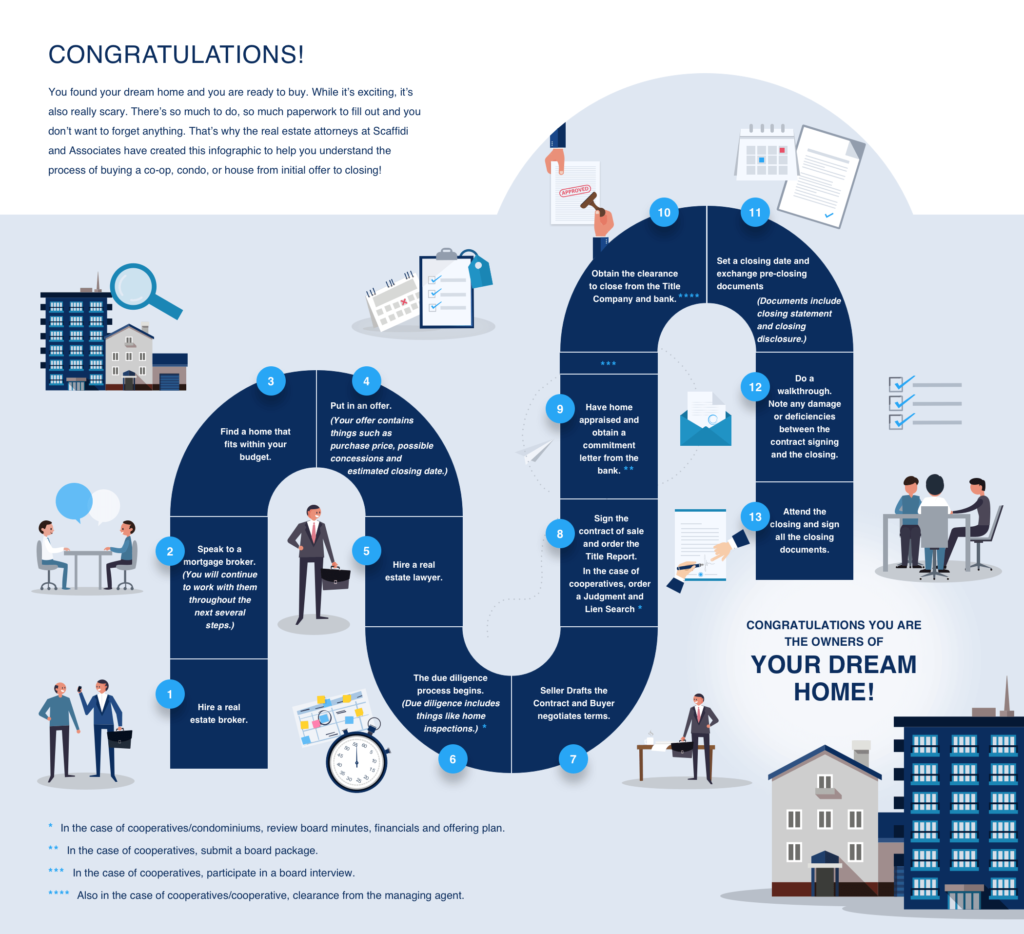 CONGRATULATIONS!
You found your dream home and you are ready to buy. While it's exciting, it's
also really scary. There's so much to do, so much paperwork to fill out and you
don't want to forget anything. That's why the real estate attorneys at Scaffidi
and Associates have created this infographic to help you understand the
process of buying a co-op, condo, or house from initial offer to closing!
1
Hire a real
estate broker.
2
Speak to a
mortgage broker.
(You will continue
to work with them
throughout the
next several
steps.)
3
Find a home that
fits within your
budget.
4
Put in an offer.
(Your offer contains
things such as
purchase price, possible
concessions and
estimated closing date.)
5
Hire a real
estate lawyer.
6
The due diligence
process begins.
(Due diligence includes
things like home
inspections.) *
7
Seller Drafts the
Contract and Buyer
negotiates terms.
8
Sign the
contract of sale
and order the
Title Report.
In the case of
cooperatives, order
a Judgment and
Lien Search *
9
Have home
appraised and
obtain a
commitment
letter from the
bank. **
***
10
APPROVED
Obtain the clearance
to close from the Title
Company and bank. ****
11
Set a closing date and
exchange pre-closing
documents
(Documents include
closing statement
and closing
disclosure.)
12
Do a
walkthrough.
Note any damage
or deficiencies
between the
contract signing
and the closing.
13
Attend the
closing and sign
all the closing
documents.
CONGRATULATIONS YOU ARE
THE OWNERS OF
YOUR DREAM
HOME!
* In the case of cooperatives/condominiums, review board minutes, financials and offering plan.
** In the case of cooperatives, submit a board package.
*** In the case of cooperatives, participate in a board interview.
**** Also in the case of cooperatives/cooperative, clearance from the managing agent.